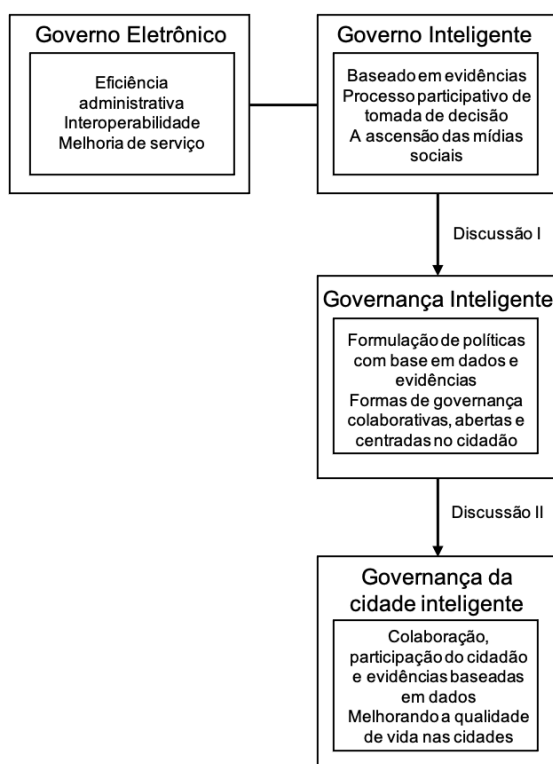 Governo Eletrônico
Eficiência
administrativa
Interoperabilidade
Melhoria de serviço
Governo Inteligente
Baseado em evidências
Processo participativo de
tomada de decisão
A ascensão das mídias
sociais
Discussão I
Governança Inteligente
Formulação de políticas
com base em dados e
evidências
Formas de governança
colaborativas, abertas e
centradas no cidadão
Discussão II
Governança da
cidade inteligente
Colaboração,
participação do cidadão
e evidências baseadas
em dados
Melhorando a qualidade
de vida nas cidades